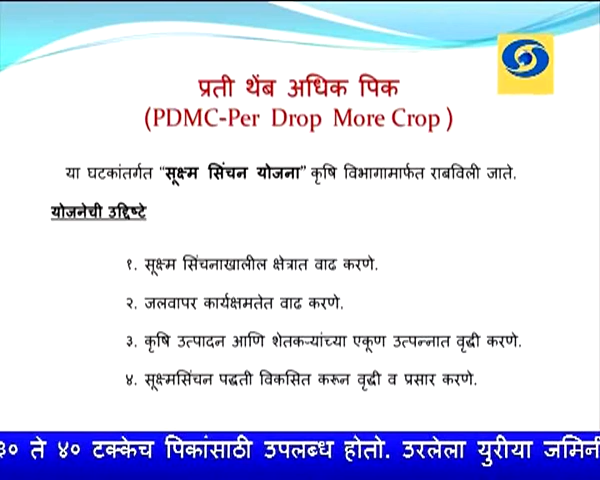 प्रती थेंब अधिक पिक
(PDMC-Per Drop More Crop )
या घटकांतर्गत “सूक्ष्म सिंचन योजना” कृषि विभागामार्फत राबविली जाते.
योजनेची उद्दिष्टे
१. सूक्ष्म सिंचनाखालील क्षेत्रात वाढ करणे.
२. जलवापर कार्यक्षमतेत वाढ करणे.
३. कृषि उत्पादन आणि शेतकऱ्यांच्या एकूण उत्पन्नात वृद्धी करणे.
४. सूक्ष्मसिंचन पद्धती विकसित करून वृद्धी व प्रसार करणे.
३० ते ४० टक्केच पिकांसाठी उपलब्ध होतो. उरलेला युरीया जमिनी